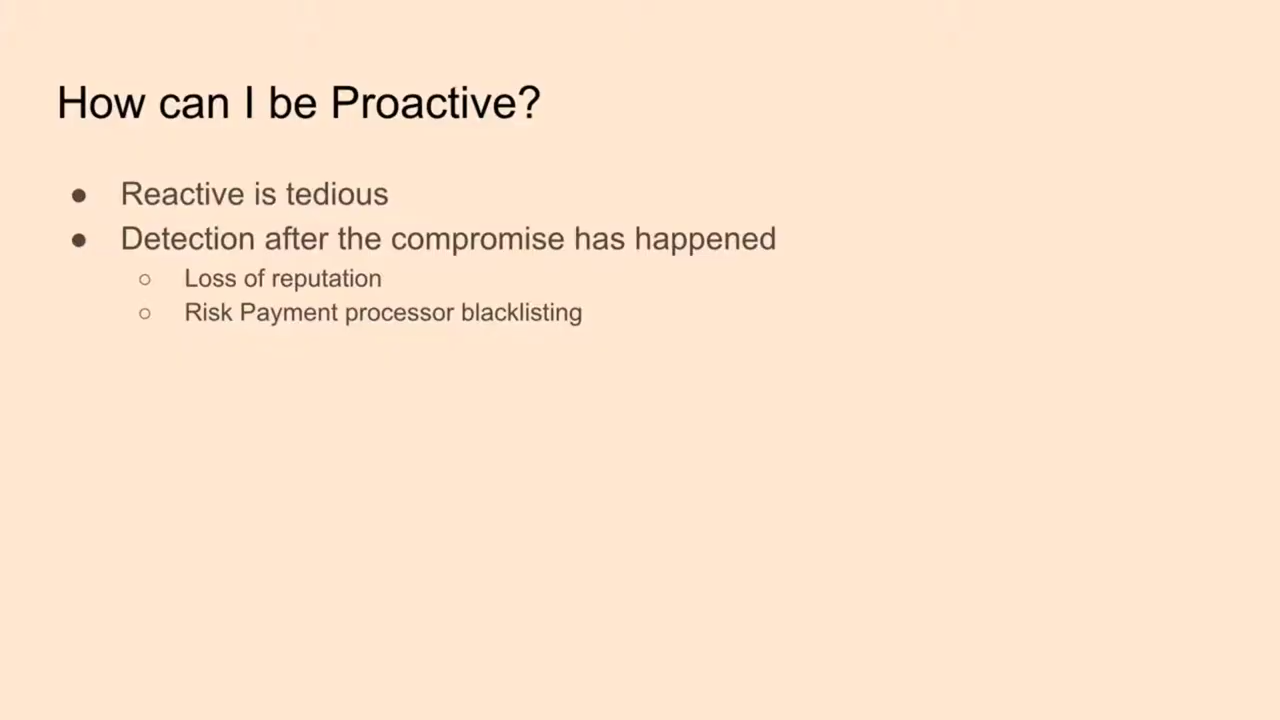 How can I be Proactive?
● Reactive is tedious
● Detection after the compromise has happened
○ Loss of reputation
○ Risk Payment processor blacklisting